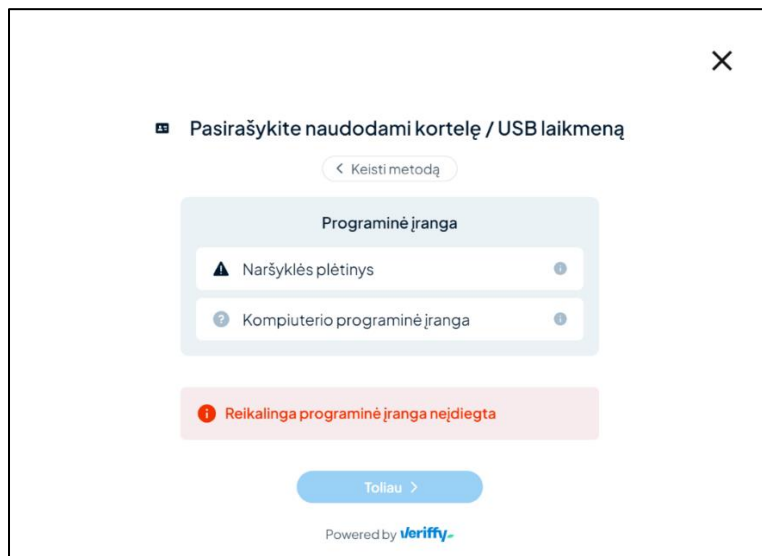 Pasirašykite naudodami kortelę / USB laikmeną
Keisti metodą
Programinė įranga
Naršyklės plėtinys
Kompiuterio programinė įranga
Reikalinga programinė įranga neįdiegta
Toliau
Powered by Veriffy